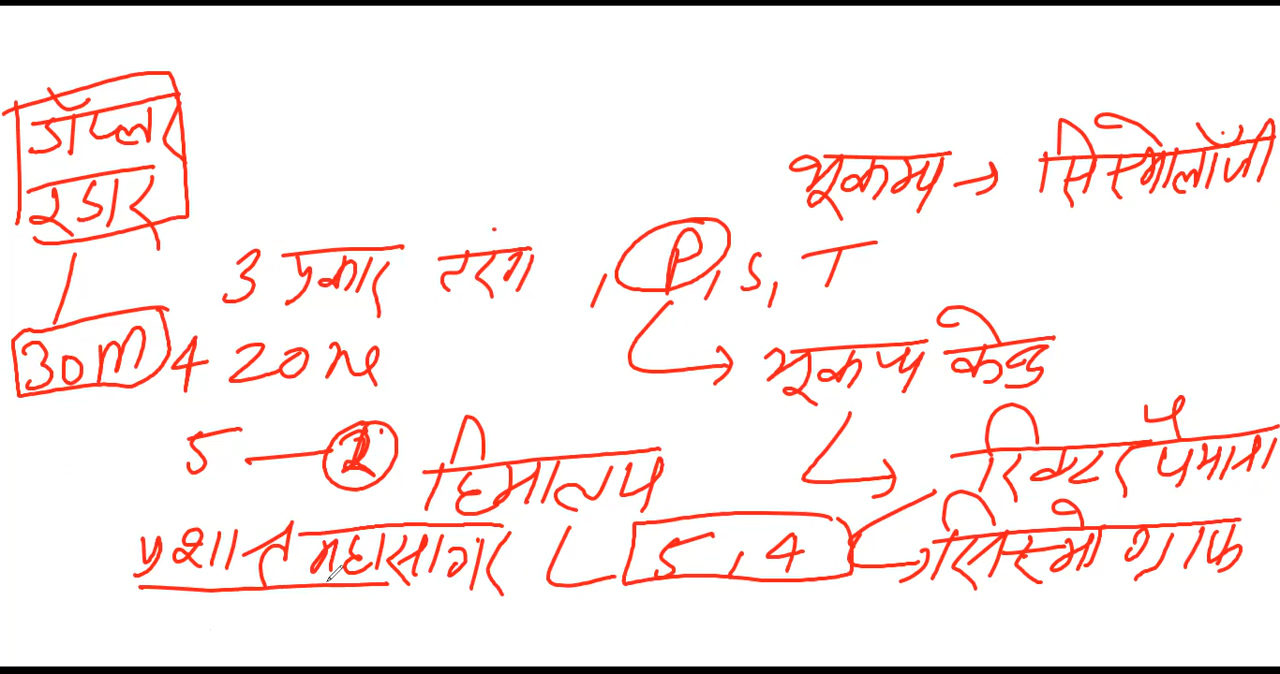 डॉप्लर
रडार
भूकम्प → सिस्मोलॉजी
3 प्रकार तरंग , P, S, T
30m
4 Zone
→ भूकम्प केन्द्र
5 — 2 हिमालय
→ रिक्टर पैमाना
प्रशान्त महासागर
5, 4
सिस्मोग्राफ